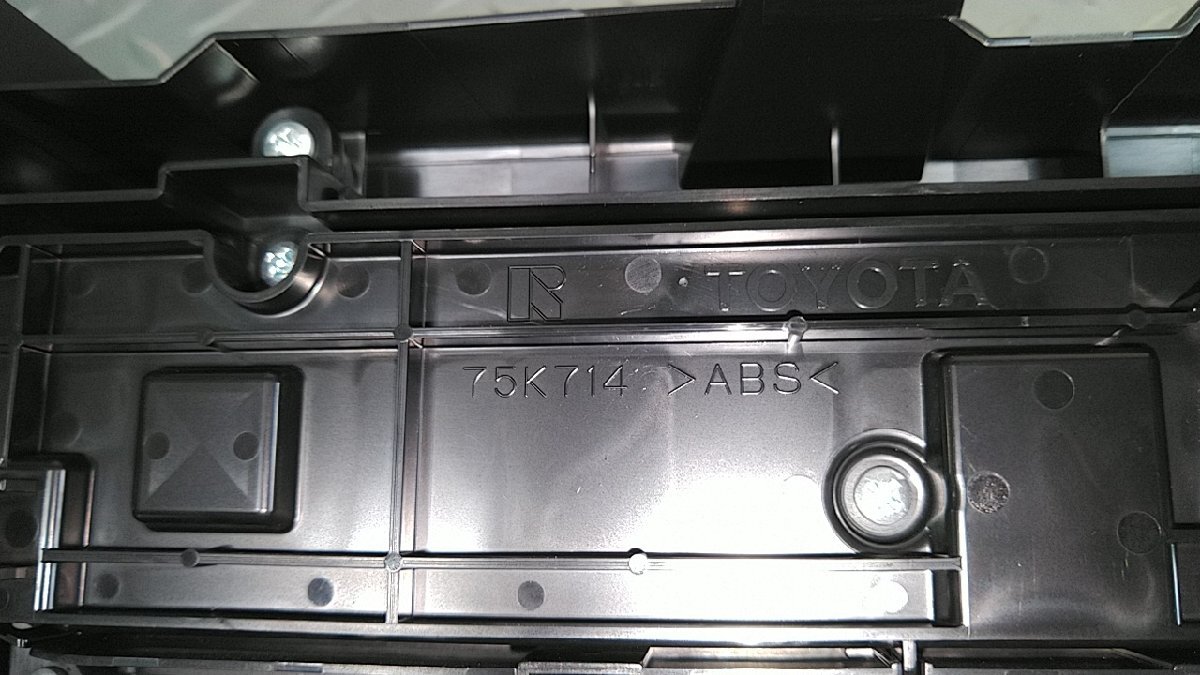 R TOYOTA
75K714 >ABS<